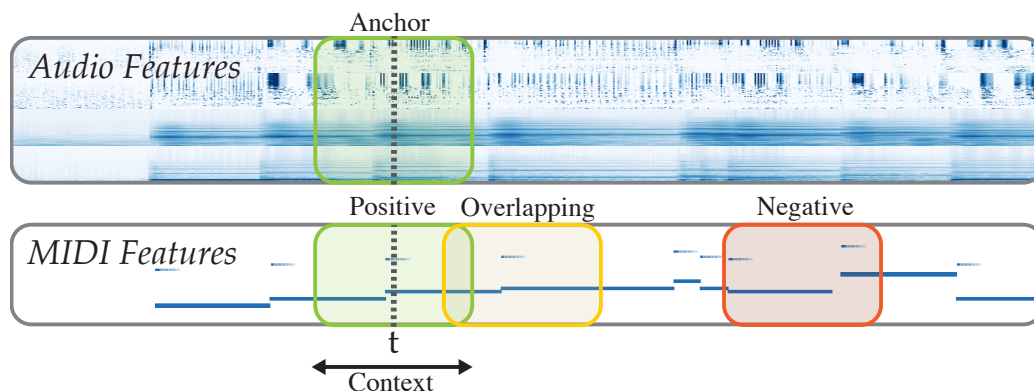 Anchor
Audio Features
Positive Overlapping Negative
MIDI Features
t
Context